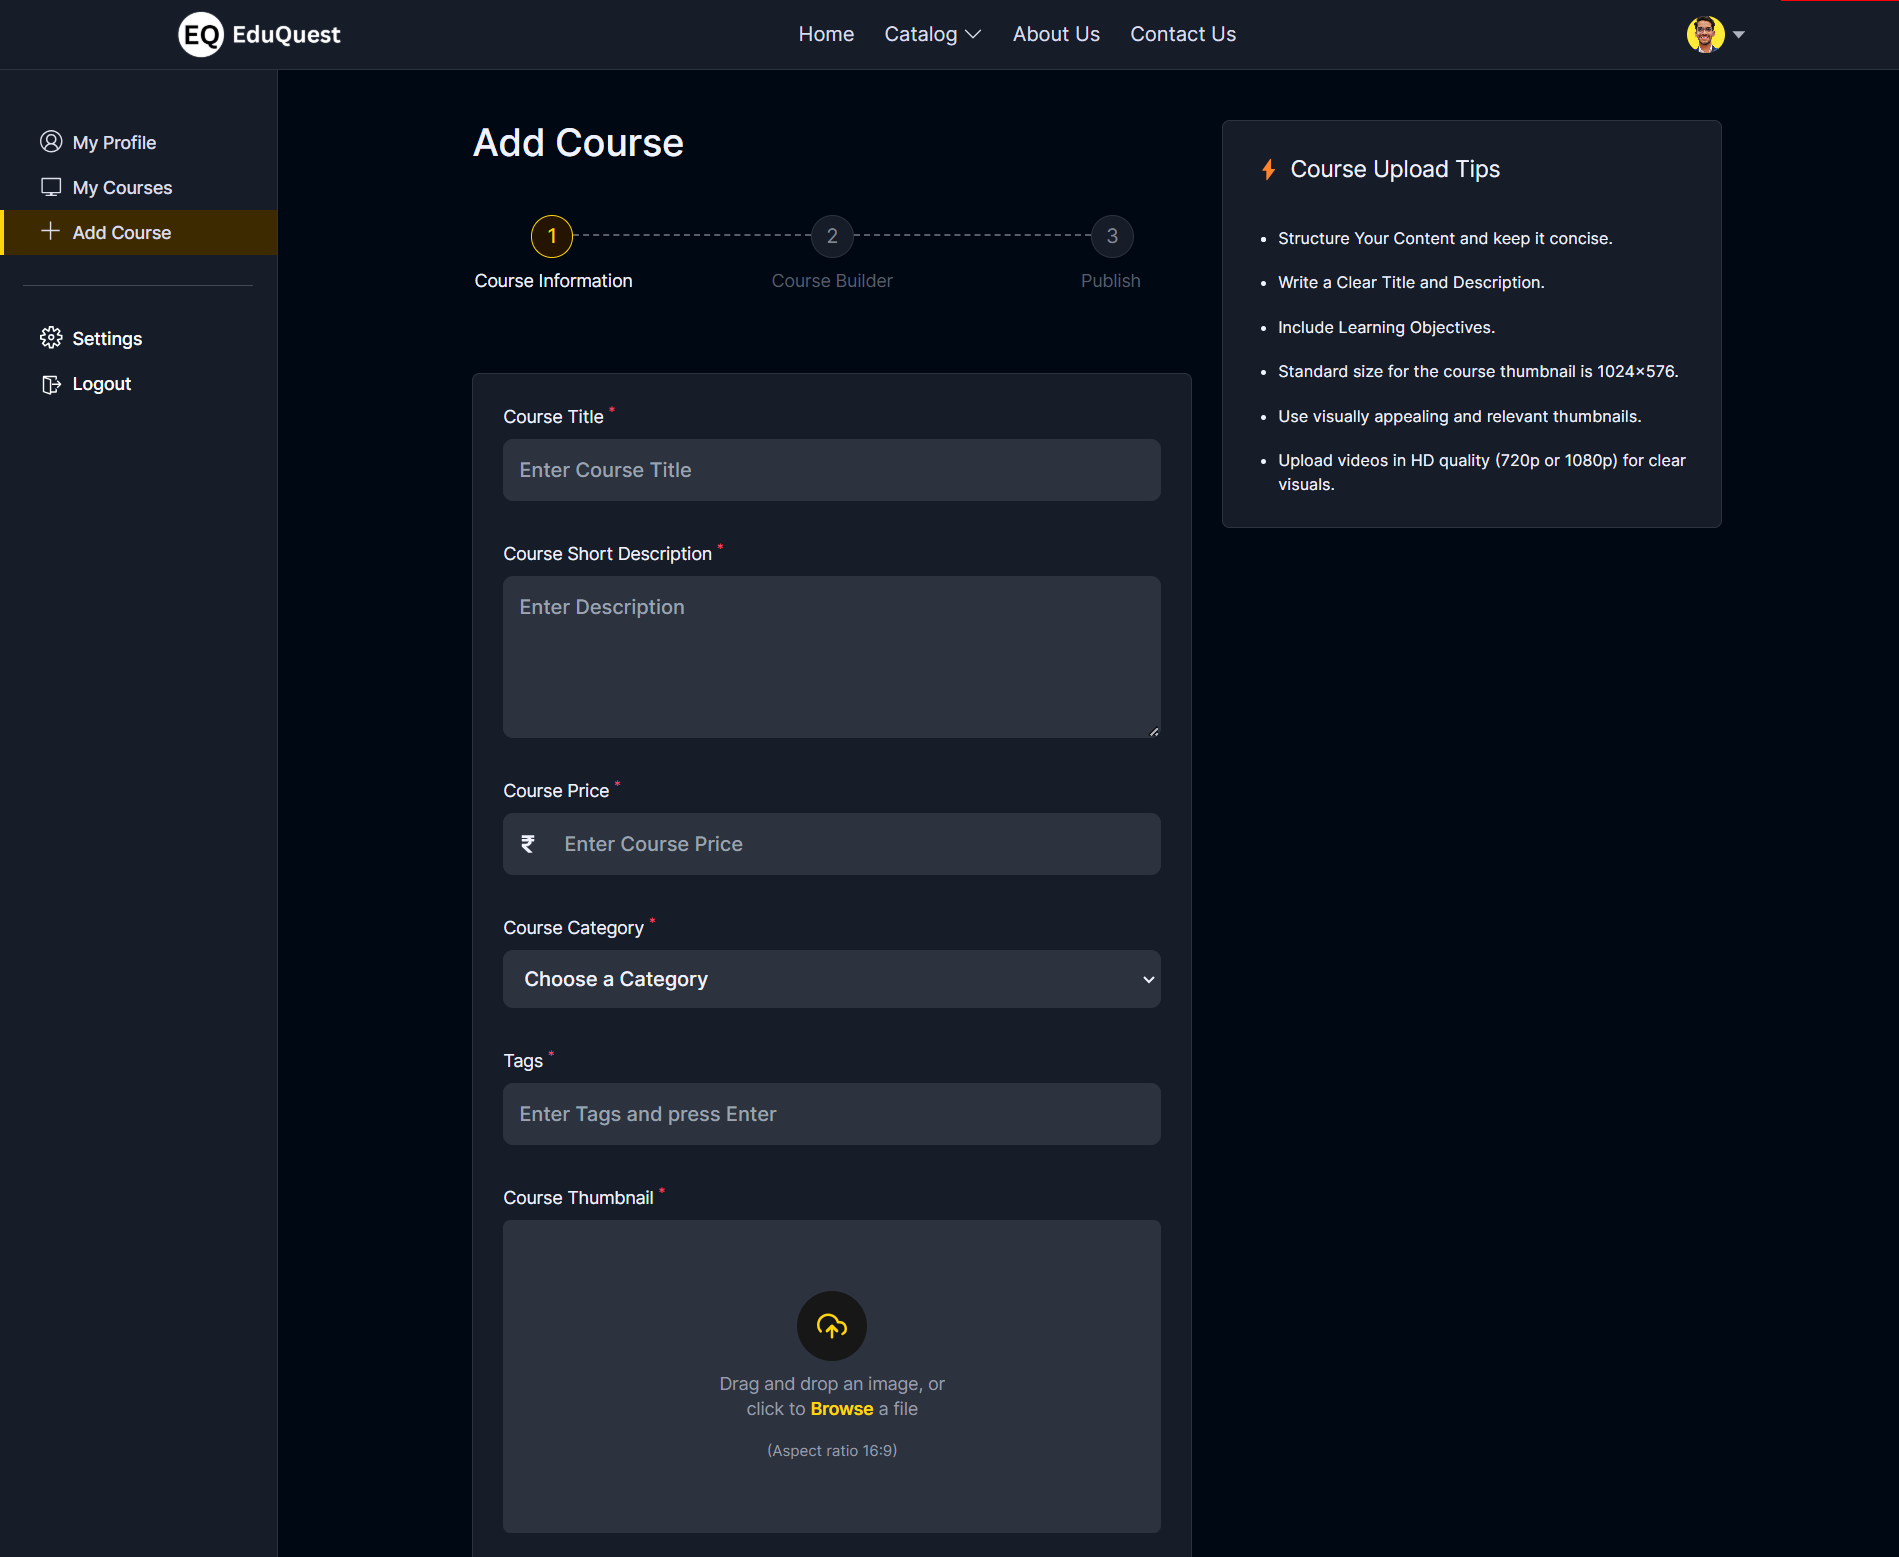 EQ EduQuest
Home Catalog About Us Contact Us
My Profile
My Courses
Add Course
Settings
Logout
Add Course
1 2 3
Course Information Course Builder Publish
Course Title *
Enter Course Title
Course Short Description *
Enter Description
Course Price *
₹ Enter Course Price
Course Category *
Choose a Category
Tags *
Enter Tags and press Enter
Course Thumbnail *
Drag and drop an image, or
click to Browse a file
(Aspect ratio 16:9)
Course Upload Tips
• Structure Your Content and keep it concise.
• Write a Clear Title and Description.
• Include Learning Objectives.
• Standard size for the course thumbnail is 1024×576.
• Use visually appealing and relevant thumbnails.
• Upload videos in HD quality (720p or 1080p) for clear
visuals.